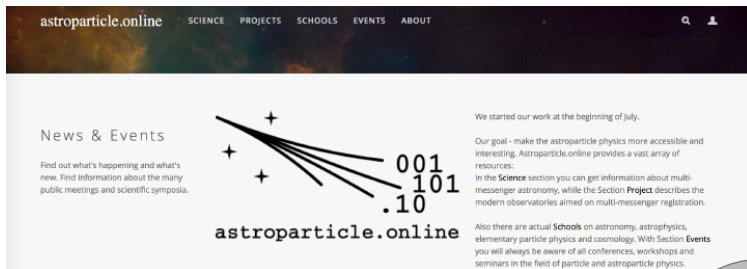 astroparticle.online SCIENCE PROJECTS SCHOOLS EVENTS ABOUT
News & Events
Find out what's happening and what's
new. Find information about the many
public meetings and scientific symposia.
001
101
.10
astroparticle.online
We started our work at the beginning of July.
Our goal - make the astroparticle physics more accessible and
interesting. Astroparticle.online provides a vast array of
resources:
In the Science section you can get information about multi-
messenger astronomy, while the Section Project describes the
modern observatories aimed on multi-messenger registration.
Also there are actual Schools on astronomy, astrophysics,
elementary particle physics and cosmology. With Section Events
you will always be aware of all conferences, workshops and
seminars in the field of particle and astroparticle physics.